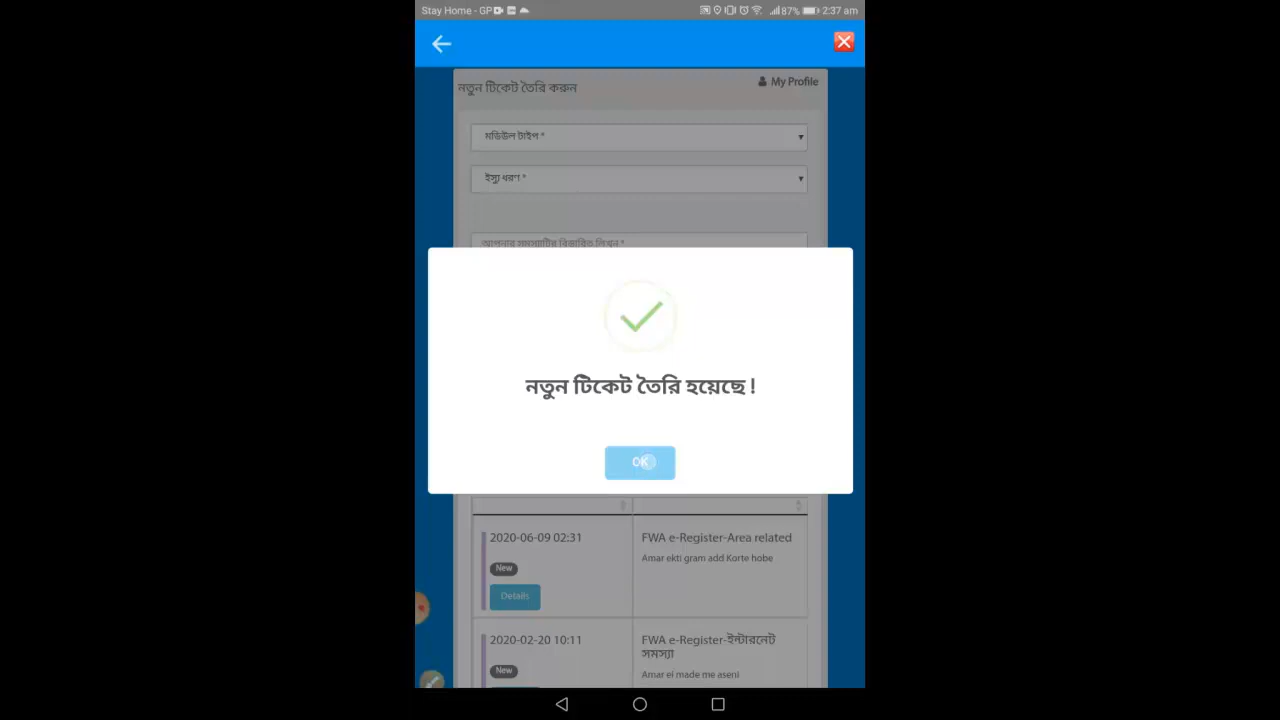 Stay Home - GP
87% 2:37 am
নতুন টিকেট তৈরি করুন
My Profile
মডিউল টাইপ *
ইস্যু ধরণ *
আপনার সমস্যাটির বিস্তারিত লিখুন *
নতুন টিকেট তৈরি হয়েছে !
OK
2020-06-09 02:31
FWA e-Register-Area related
Amar ekti gram add Korte hobe
New
Details
2020-02-20 10:11
FWA e-Register-ইন্টারনেট
সমস্যা
Amar ei made me aseni
New